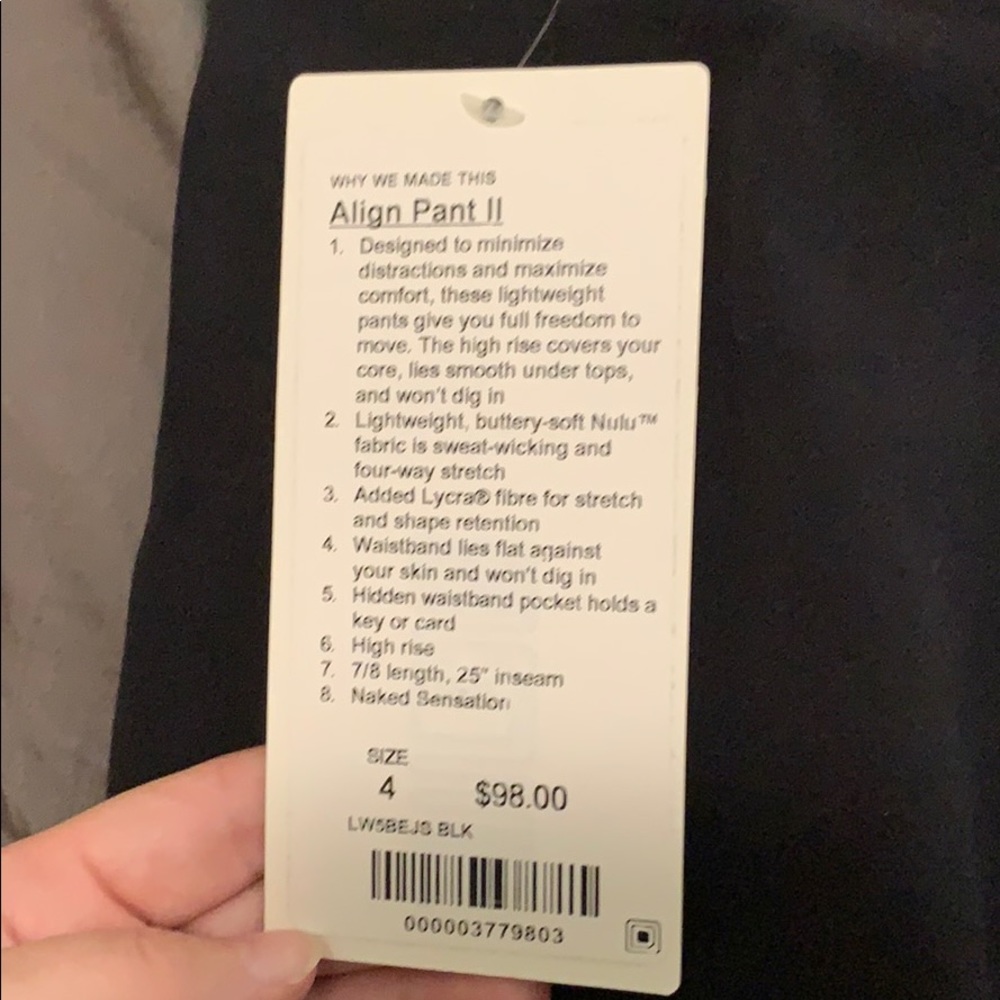 WHY WE MADE THIS
Align Pant II
1. Designed to minimize
distractions and maximize
comfort, these lightweight
pants give you full freedom to
move. The high rise covers your
core, lies smooth under tops,
and won't dig in
2. Lightweight, buttery-soft Nulu™
fabric is sweat-wicking and
four-way stretch
3. Added Lycra® fibre for stretch
and shape retention
4. Waistband lies flat against
your skin and won't dig in
5. Hidden waistband pocket holds a
key or card
6. High rise
7. 7/8 length, 25" inseam
8. Naked Sensation
SIZE
4 $98.00
LW5BEJS BLK
000003779803